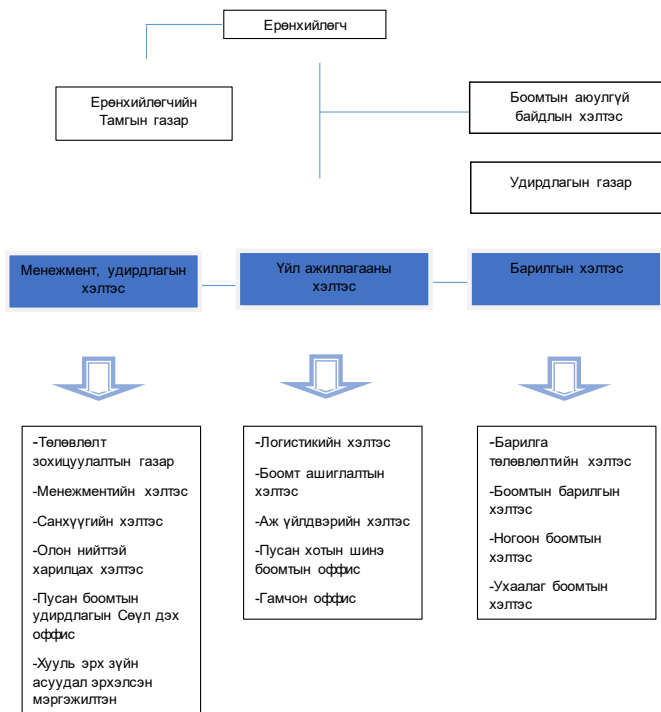 Ерөнхийлөгч
Ерөнхийлөгчийн
Тамгын газар
Боомтын аюулгүй
байдлын хэлтэс
Удирдлагын газар
Менежмент, удирдлагын
хэлтэс
Үйл ажиллагааны
хэлтэс
Барилгын хэлтэс
-Төлөвлөлт
зохицуулалтын газар
-Менежментийн хэлтэс
-Санхүүгийн хэлтэс
-Олон нийттэй
харилцах хэлтэс
-Пусан боомтын
удирдлагын Сөүл дэх
оффис
-Хууль эрх зүйн
асуудал эрхэлсэн
мэргэжилтэн
-Логистикийн хэлтэс
-Боомт ашиглалтын
хэлтэс
-Аж үйлдвэрийн хэлтэс
-Пусан хотын шинэ
боомтын оффис
-Гамчон оффис
-Барилга
төлөвлөлтийн хэлтэс
-Боомтын барилгын
хэлтэс
-Ногоон боомтын
хэлтэс
-Ухаалаг боомтын
хэлтэс